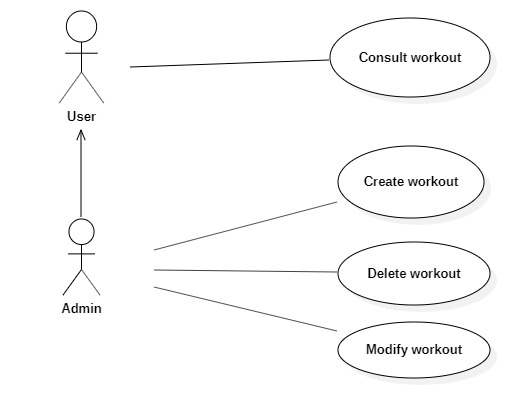 User
Consult workout
Create workout
Delete workout
Admin
Modify workout